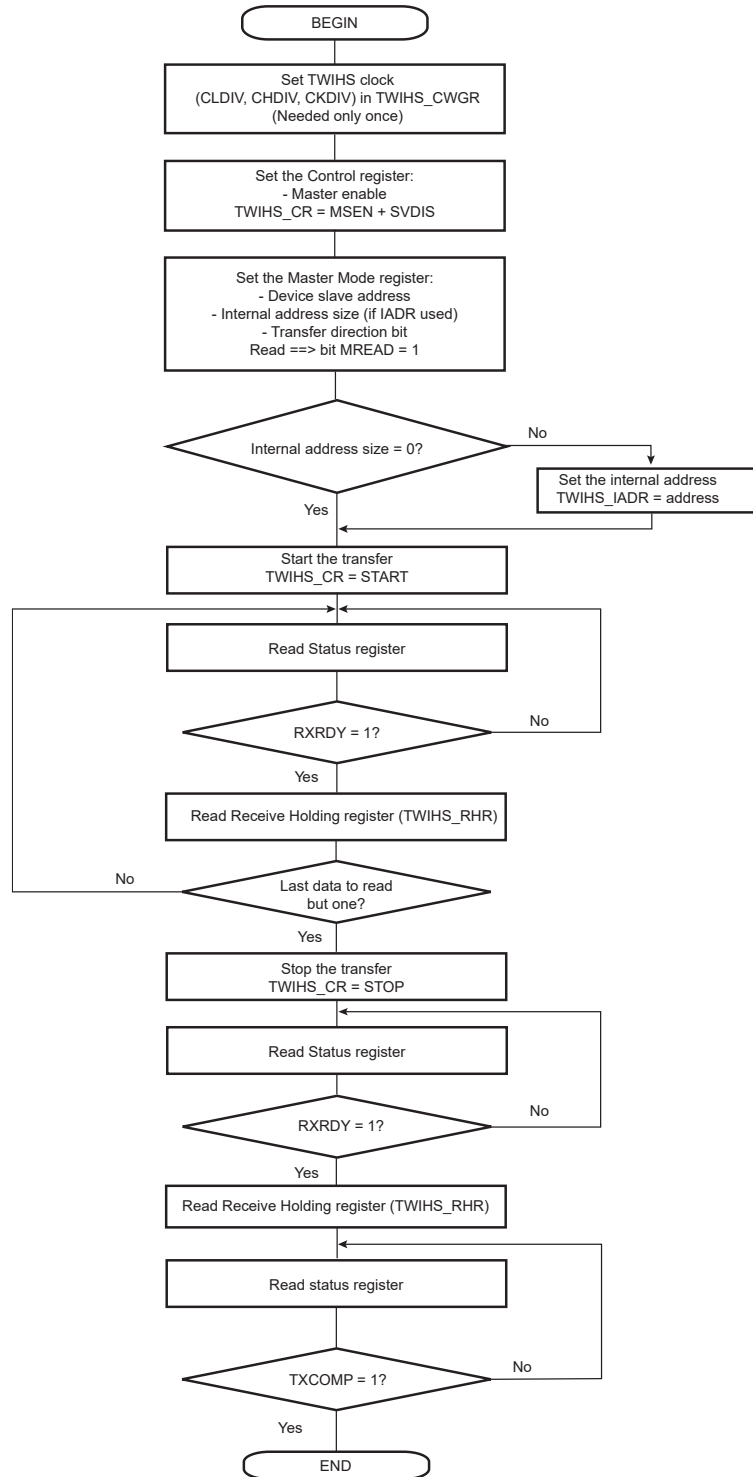 BEGIN
Set TWIHS clock
(CLDIV, CHDIV, CKDIV) in TWIHS_CWGR
(Needed only once)
Set the Control register:
- Master enable
TWIHS_CR = MSEN + SVDIS
Set the Master Mode register:
- Device slave address
- Internal address size (if IADR used)
- Transfer direction bit
Read ==> bit MREAD = 1
Internal address size = 0?
No
Set the internal address
TWIHS_IADR = address
Yes
Start the transfer
TWIHS_CR = START
Read Status register
RXRDY = 1?
No
Yes
Read Receive Holding register (TWIHS_RHR)
No
Last data to read
but one?
Yes
Stop the transfer
TWIHS_CR = STOP
Read Status register
RXRDY = 1?
No
Yes
Read Receive Holding register (TWIHS_RHR)
Read status register
TXCOMP = 1?
No
Yes
END